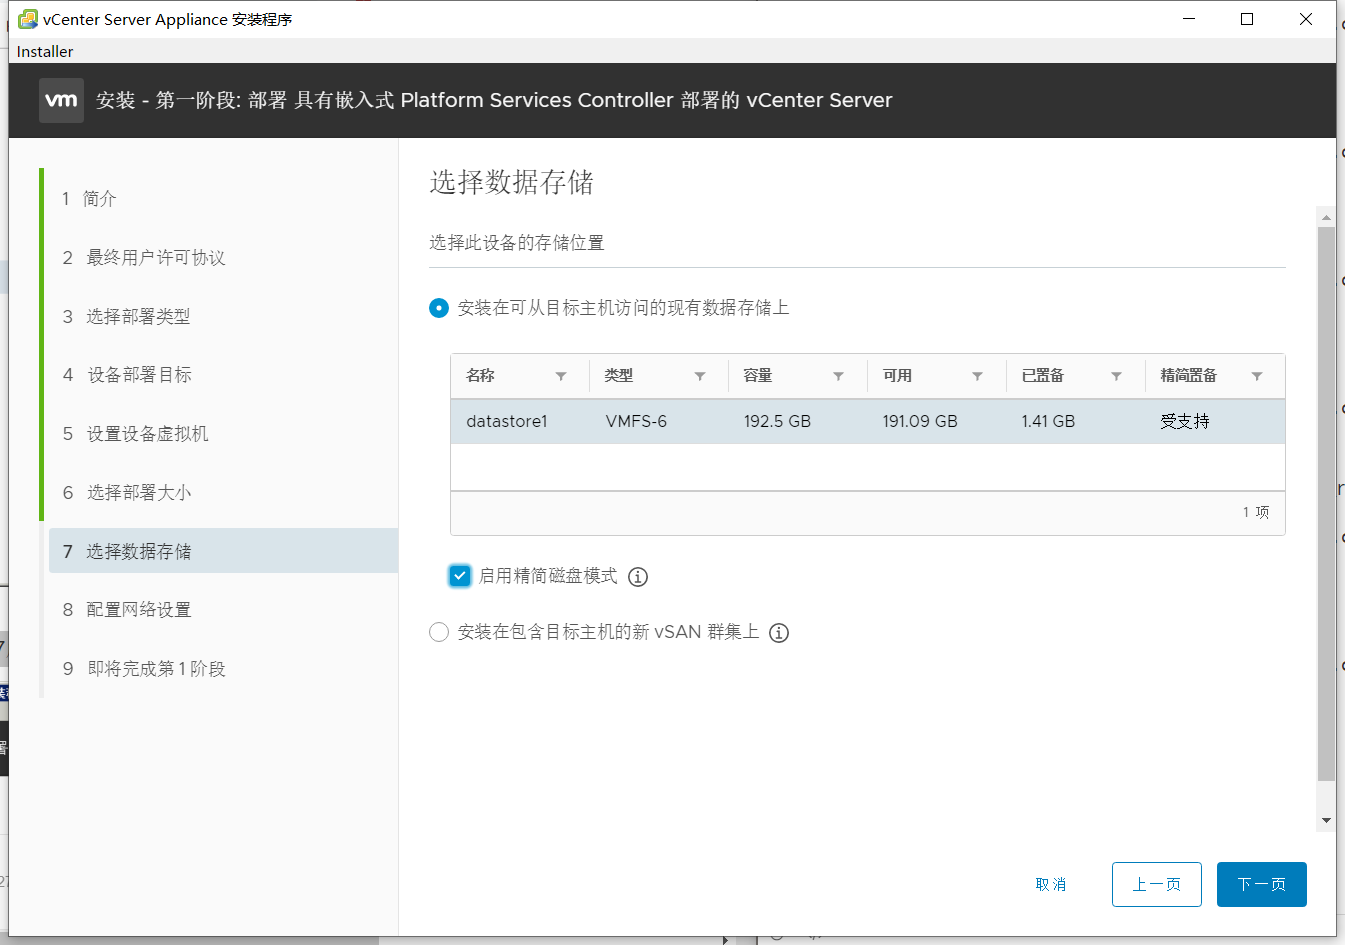 vCenter Server Appliance 安装程序
Installer
vm 安装 - 第一阶段: 部署 具有嵌入式 Platform Services Controller 部署的 vCenter Server
1 简介
2 最终用户许可协议
3 选择部署类型
4 设备部署目标
5 设置设备虚拟机
6 选择部署大小
7 选择数据存储
8 配置网络设置
9 即将完成第 1 阶段
选择数据存储
选择此设备的存储位置
安装在可从目标主机访问的现有数据存储上
名称 类型 容量 可用 已置备 精简置备
datastore1 VMFS-6 192.5 GB 191.09 GB 1.41 GB 受支持
1 项
启用精简磁盘模式
安装在包含目标主机的新 vSAN 群集上
取消 上一页 下一页